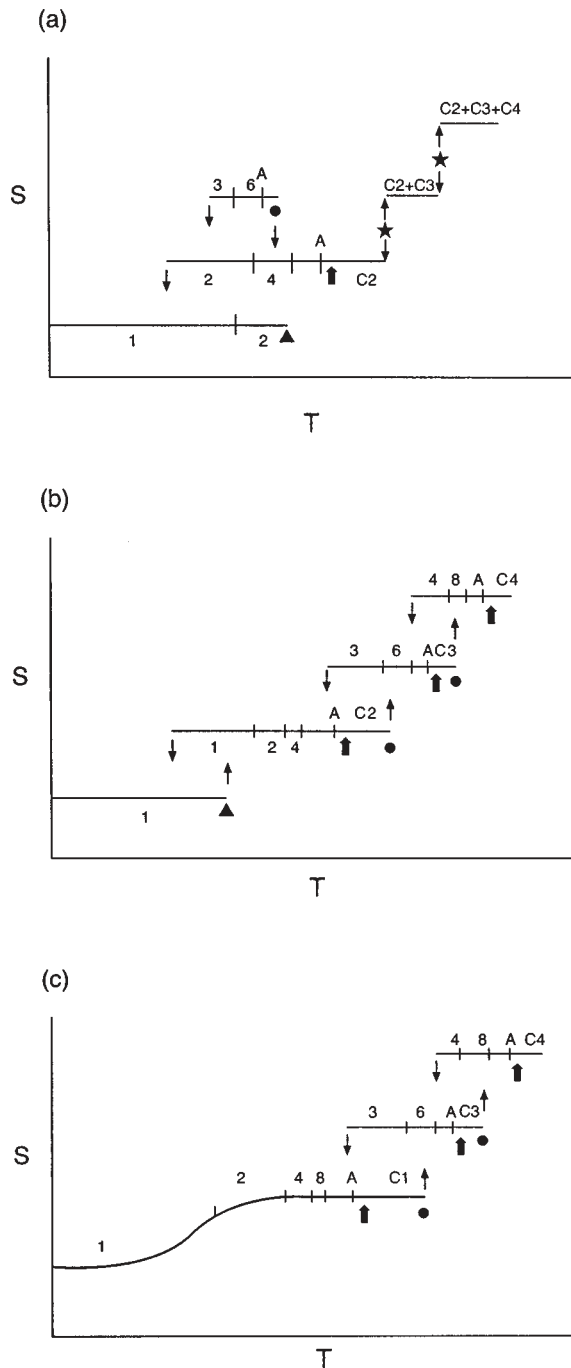 (a)
C2+C3+C4
3 6 A
C2+C3
S
A
2 4 C2
1 2
T
(b)
4 8 A C4
3 6 A C3
S
A C2
1 2 4
1
T
(c)
4 8 A C4
3 6 A C3
S
2 4 8 A C1
1
T